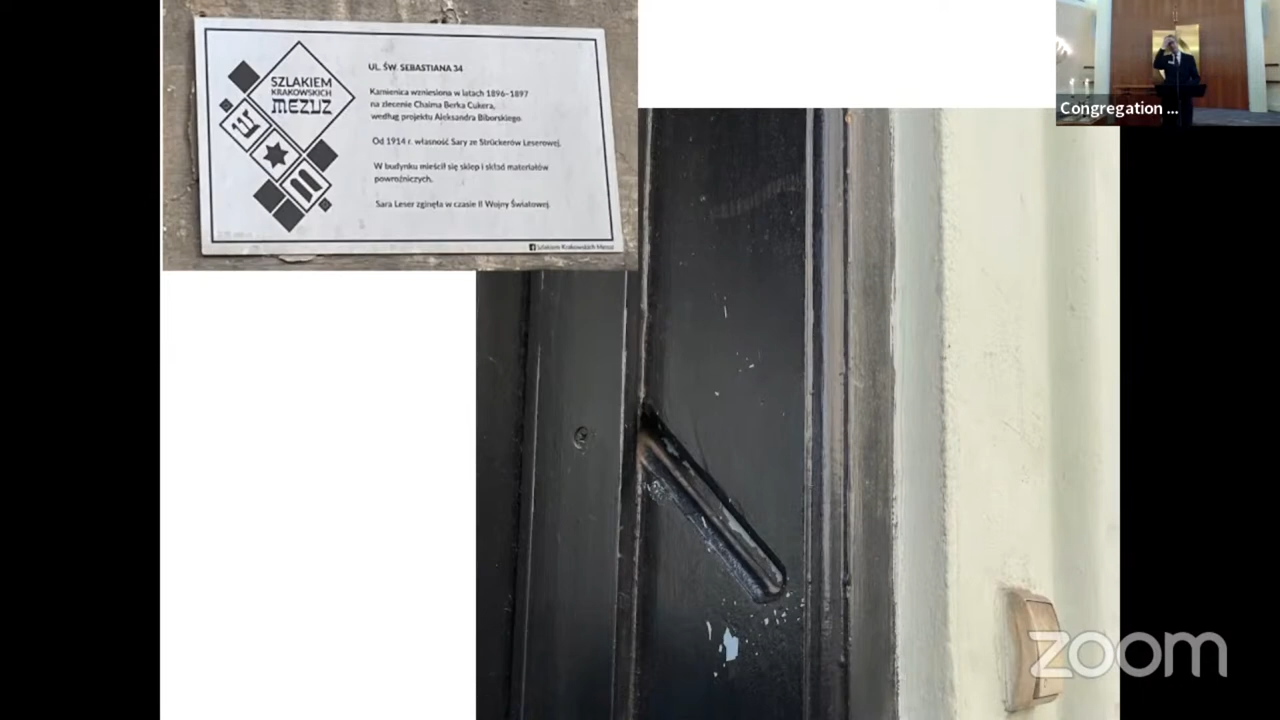 SZLAKIEM
KRAKOWSKICH
MEZUZ
UL. ŚW. SEBASTIANA 34
Kamienica wzniesiona w latach 1896–1897
na zlecenie Chaima Berka Cukera,
według projektu Aleksandra Biborskiego.
Od 1914 r. własność Sary ze Strückerów Leserowej.
W budynku mieścił się sklep i skład materiałów
powroźniczych.
Sara Leser zginęła w czasie II Wojny Światowej.
Szlakiem Krakowskich Mezuz
Congregation ...
zoom